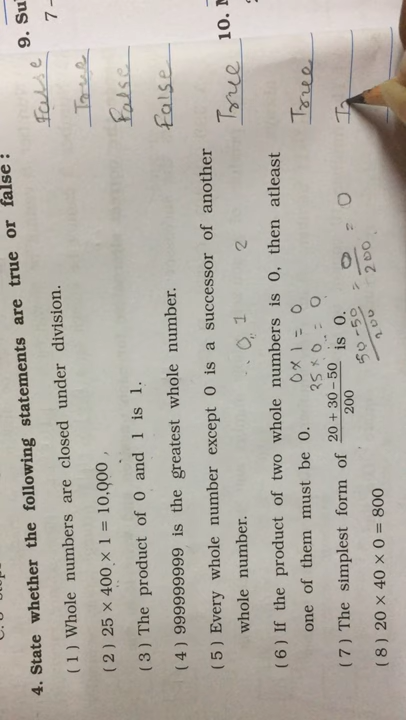 4. State whether the following statements are true or false :
(1) Whole numbers are closed under division. False
(2) 25 × 400 × 1 = 10,000 , True
(3) The product of 0 and 1 is 1. False
(4) 999999999 is the greatest whole number. False
(5) Every whole number except 0 is a successor of another
whole number. 0, 1 2 True
(6) If the product of two whole numbers is 0, then atleast
one of them must be 0. 0 × 1 = 0 True
25 × 0 = 0
(7) The simplest form of 20 + 30 - 50 / 200 is 0.
50-50 / 200 = 0 / 200 = 0
(8) 20 × 40 × 0 = 800
9.
7
10.